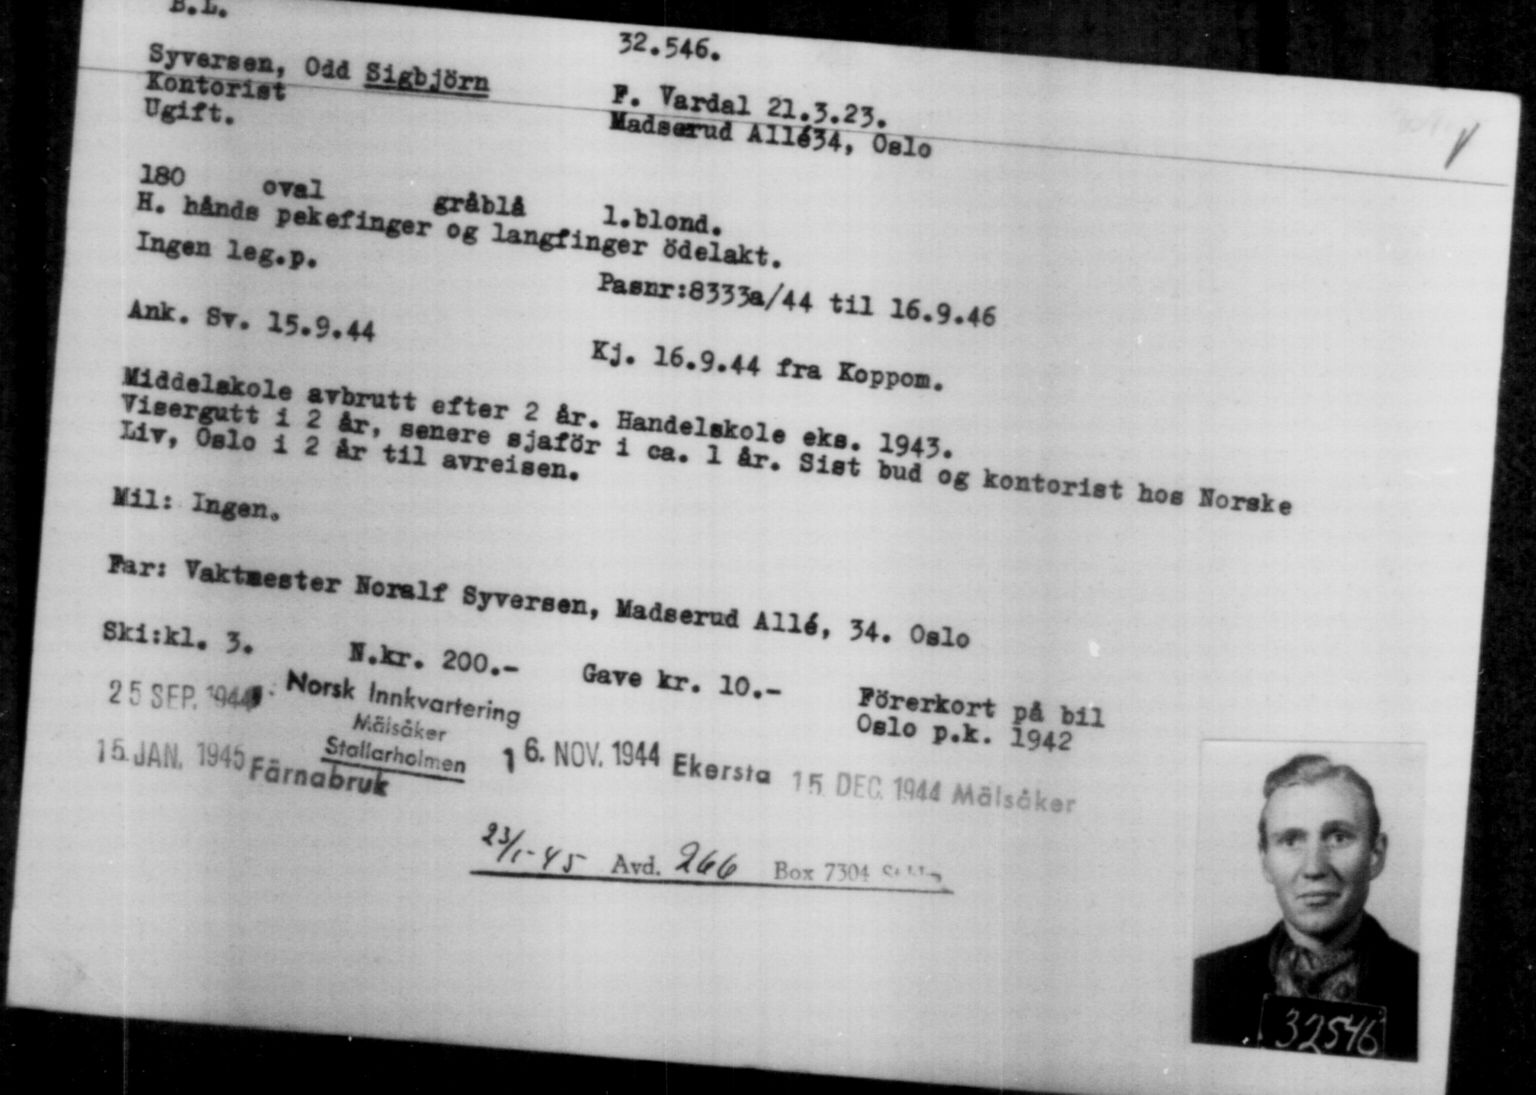 B.L.
32.546.
Syversen, Odd Sigbjörn
F. Vardal 21.3.23.
Kontorist
Madserud Allé34, Oslo
Ugift.
180 oval gråblå l.blond.
H. hånds pekefinger og langfinger ödelakt.
Ingen leg.p.
Pasnr:8333a/44 til 16.9.46
Ank. Sv. 15.9.44
Kj. 16.9.44 fra Koppom.
Middelskole avbrutt efter 2 år. Handelskole eks. 1943.
Visergutt i 2 år, senere sjaför i ca. 1 år. Sist bud og kontorist hos Norske
Liv, Oslo i 2 år til avreisen.
Mil: Ingen.
Far: Vaktmester Noralf Syversen, Madserud Allé, 34. Oslo
Ski:kl. 3. N.kr. 200.- Gave kr. 10.- Förerkort på bil
Oslo p.k. 1942
25 SEP. 1944 Norsk Innkvartering
Mälsåker
Stallarholmen
16. NOV. 1944 Ekersta 15 DEC. 1944 Mälsåker
15. JAN. 1945 Färnabruk
23/1-45 Avd. 266 Box 7304
32546